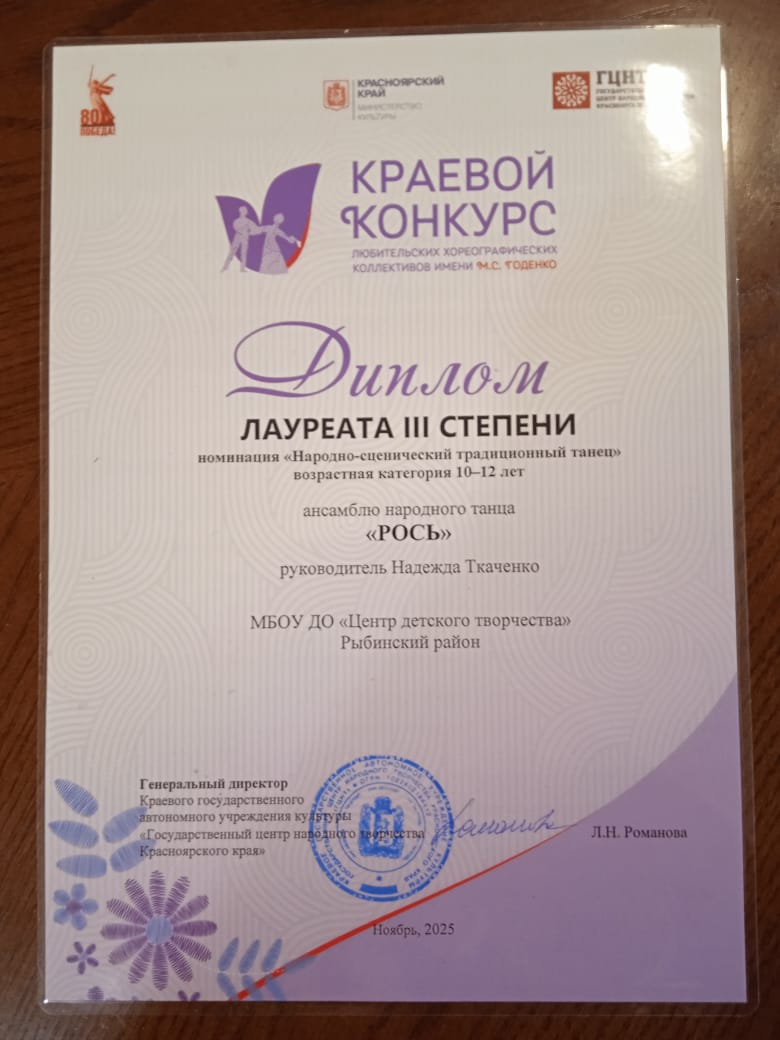 80
ПОБЕДА!
КРАСНОЯРСКИЙ
КРАЙ
МИНИСТЕРСТВО
КУЛЬТУРЫ
ГЦНТ
КРАЕВОЙ
КОНКУРС
ЛЮБИТЕЛЬСКИХ ХОРЕОГРАФИЧЕСКИХ
КОЛЛЕКТИВОВ ИМЕНИ М.С. ГОДЕНКО
Диплом
ЛАУРЕАТА III СТЕПЕНИ
номинация «Народно-сценический традиционный танец»
возрастная категория 10–12 лет
ансамблю народного танца
«РОСЬ»
руководитель Надежда Ткаченко
МБОУ ДО «Центр детского творчества»
Рыбинский район
Генеральный директор
Краевого государственного
автономного учреждения культуры
«Государственный центр народного творчества
Красноярского края»
Л.Н. Романова
Ноябрь, 2025